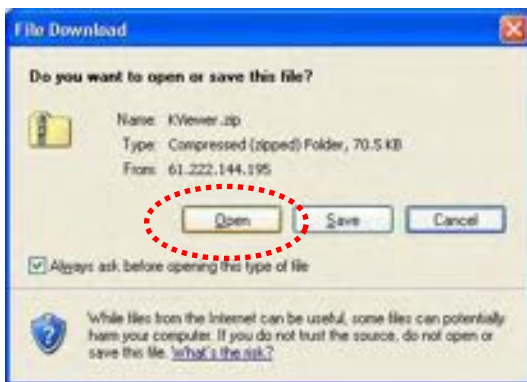 File Download
Do you want to open or save this file?
Name: KViewer.zip
Type: Compressed (zipped) Folder, 70.5 KB
From: 61.222.144.195
Open Save Cancel
Always ask before opening this type of file
While files from the Internet can be useful, some files can potentially
harm your computer. If you do not trust the source, do not open or
save this file. What's the risk?